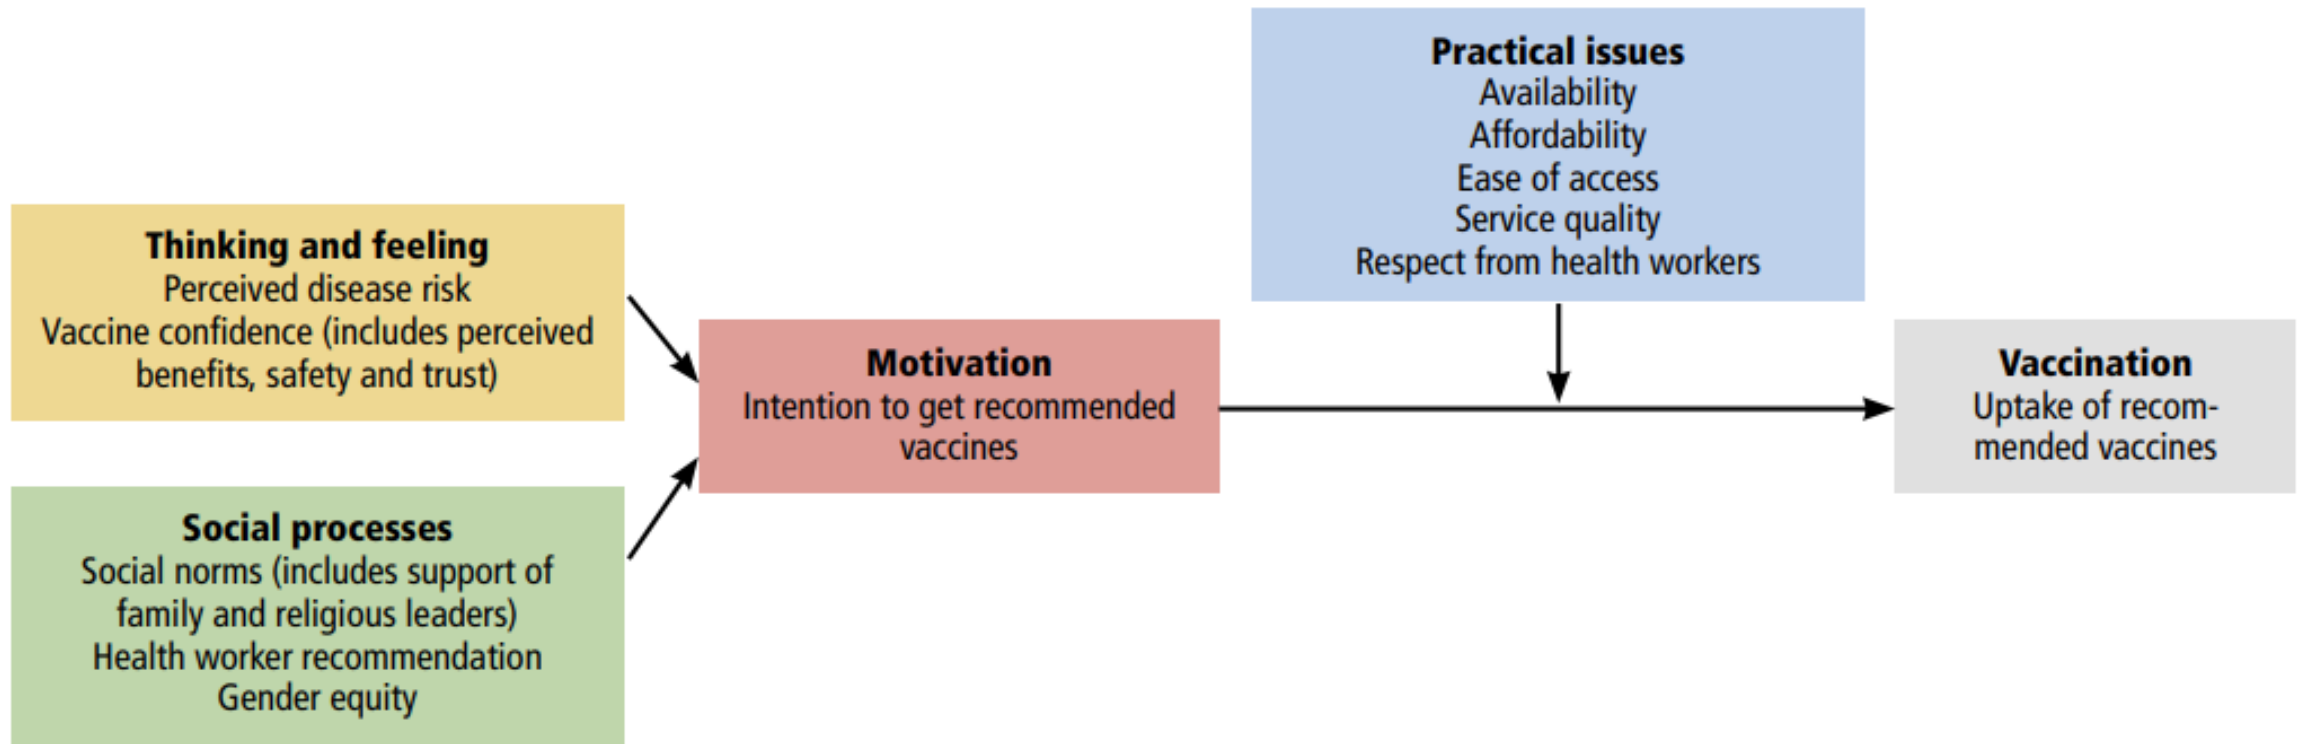 Thinking and feeling
Perceived disease risk
Vaccine confidence (includes perceived
benefits, safety and trust)
Social processes
Social norms (includes support of
family and religious leaders)
Health worker recommendation
Gender equity
Motivation
Intention to get recommended
vaccines
Practical issues
Availability
Affordability
Ease of access
Service quality
Respect from health workers
Vaccination
Uptake of recom-
mended vaccines